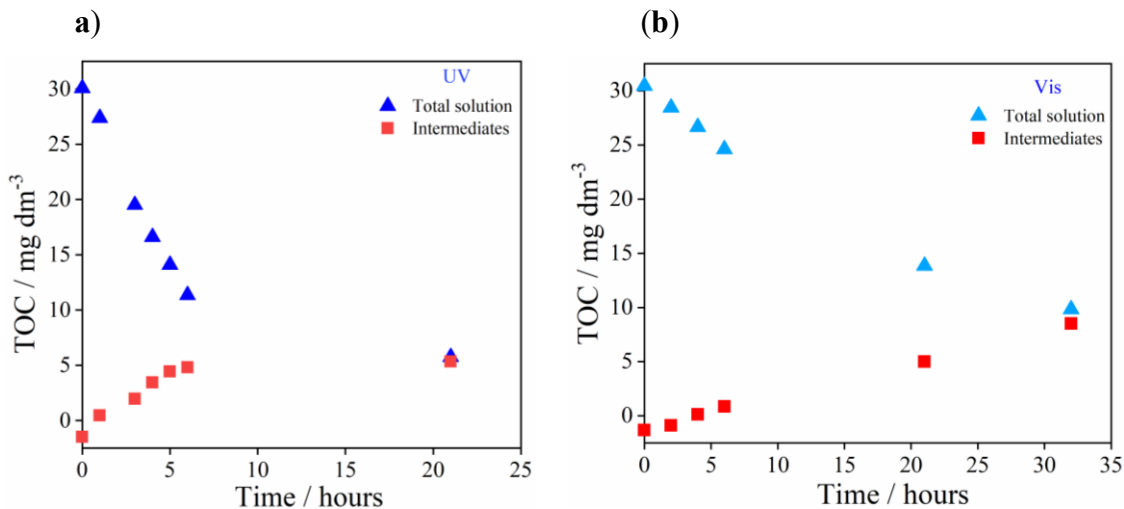 a)
UV
Total solution
Intermediates
30
25
20
15
10
5
0
TOC / mg dm⁻³
0 5 10 15 20 25
Time / hours
(b)
Vis
Total solution
Intermediates
30
25
20
15
10
5
0
TOC / mg dm⁻³
0 5 10 15 20 25 30 35
Time / hours